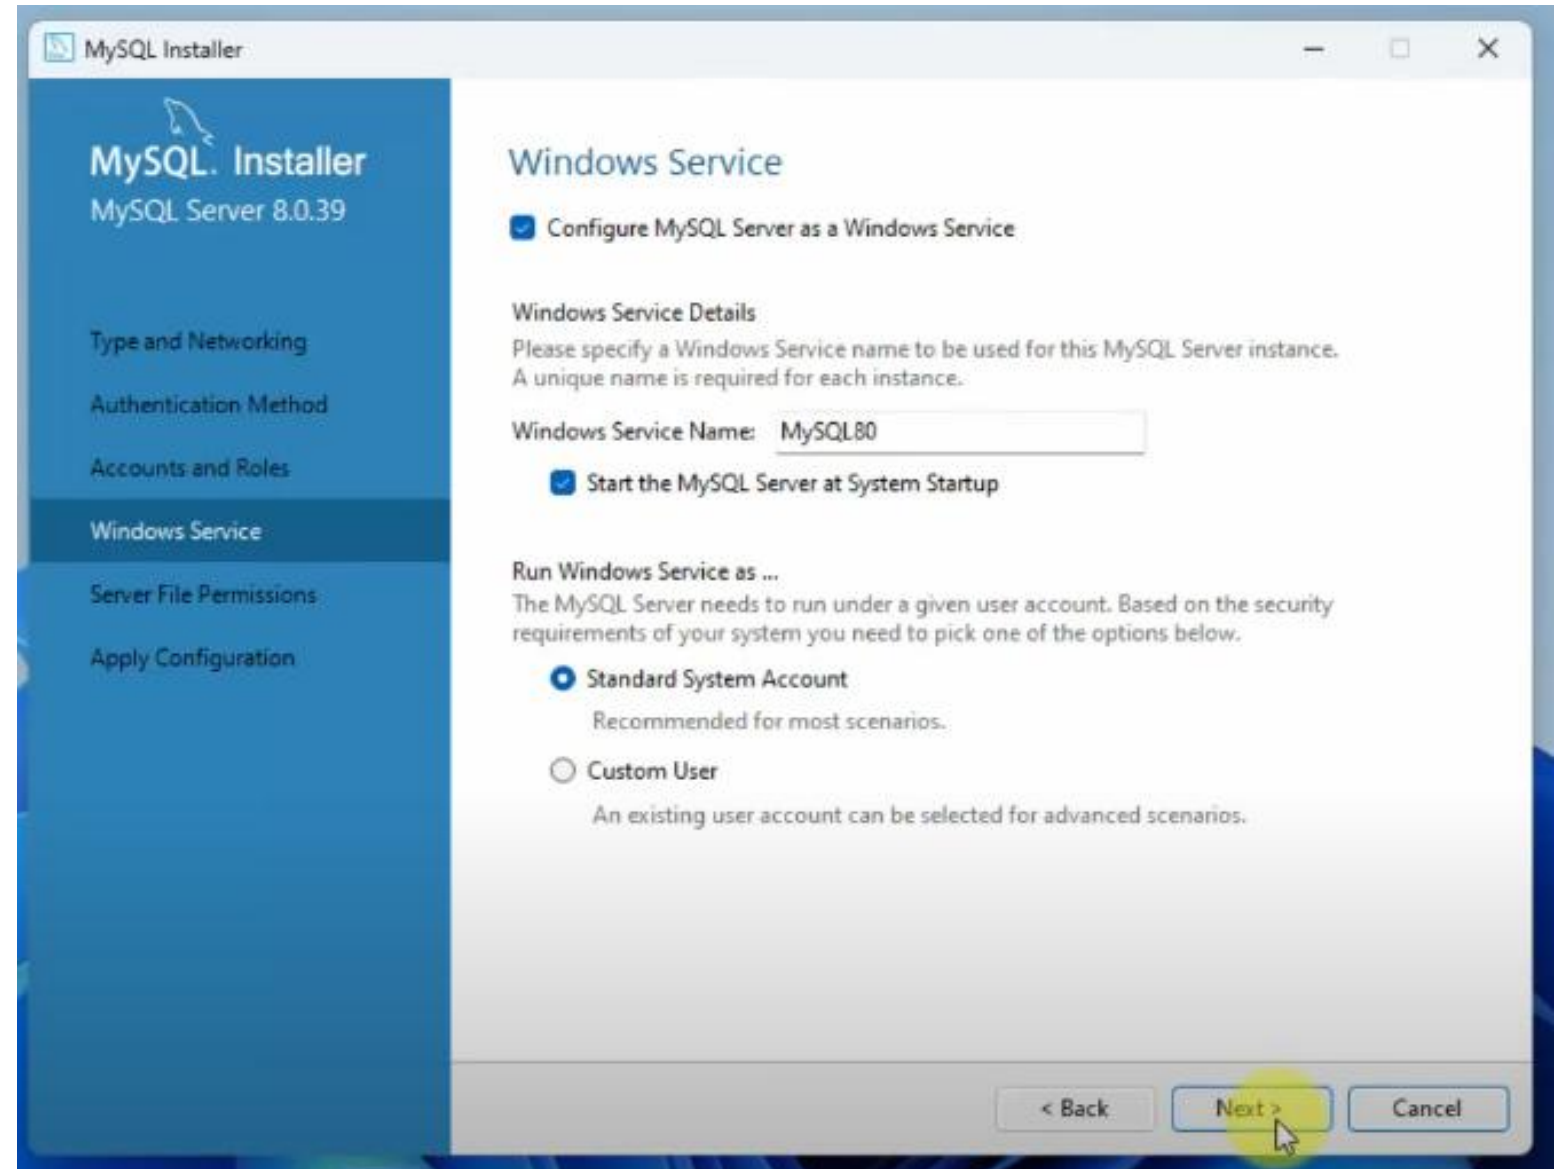 MySQL Installer
MySQL. Installer
MySQL Server 8.0.39
Type and Networking
Authentication Method
Accounts and Roles
Windows Service
Server File Permissions
Apply Configuration
Windows Service
Configure MySQL Server as a Windows Service
Windows Service Details
Please specify a Windows Service name to be used for this MySQL Server instance.
A unique name is required for each instance.
Windows Service Name: MySQL80
Start the MySQL Server at System Startup
Run Windows Service as ...
The MySQL Server needs to run under a given user account. Based on the security
requirements of your system you need to pick one of the options below.
Standard System Account
Recommended for most scenarios.
Custom User
An existing user account can be selected for advanced scenarios.
< Back Next > Cancel